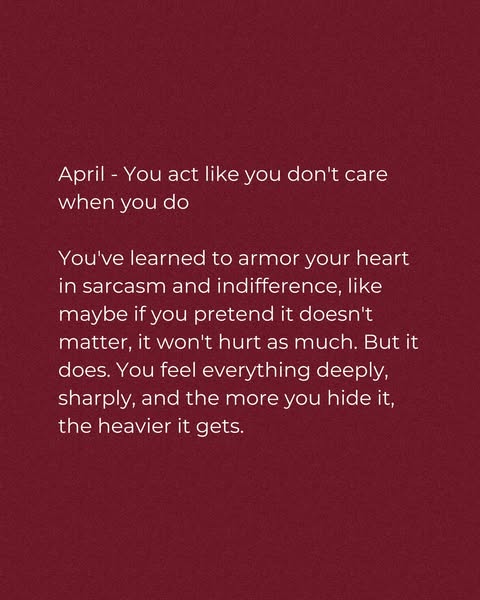 April - You act like you don't care
when you do
You've learned to armor your heart
in sarcasm and indifference, like
maybe if you pretend it doesn't
matter, it won't hurt as much. But it
does. You feel everything deeply,
sharply, and the more you hide it,
the heavier it gets.